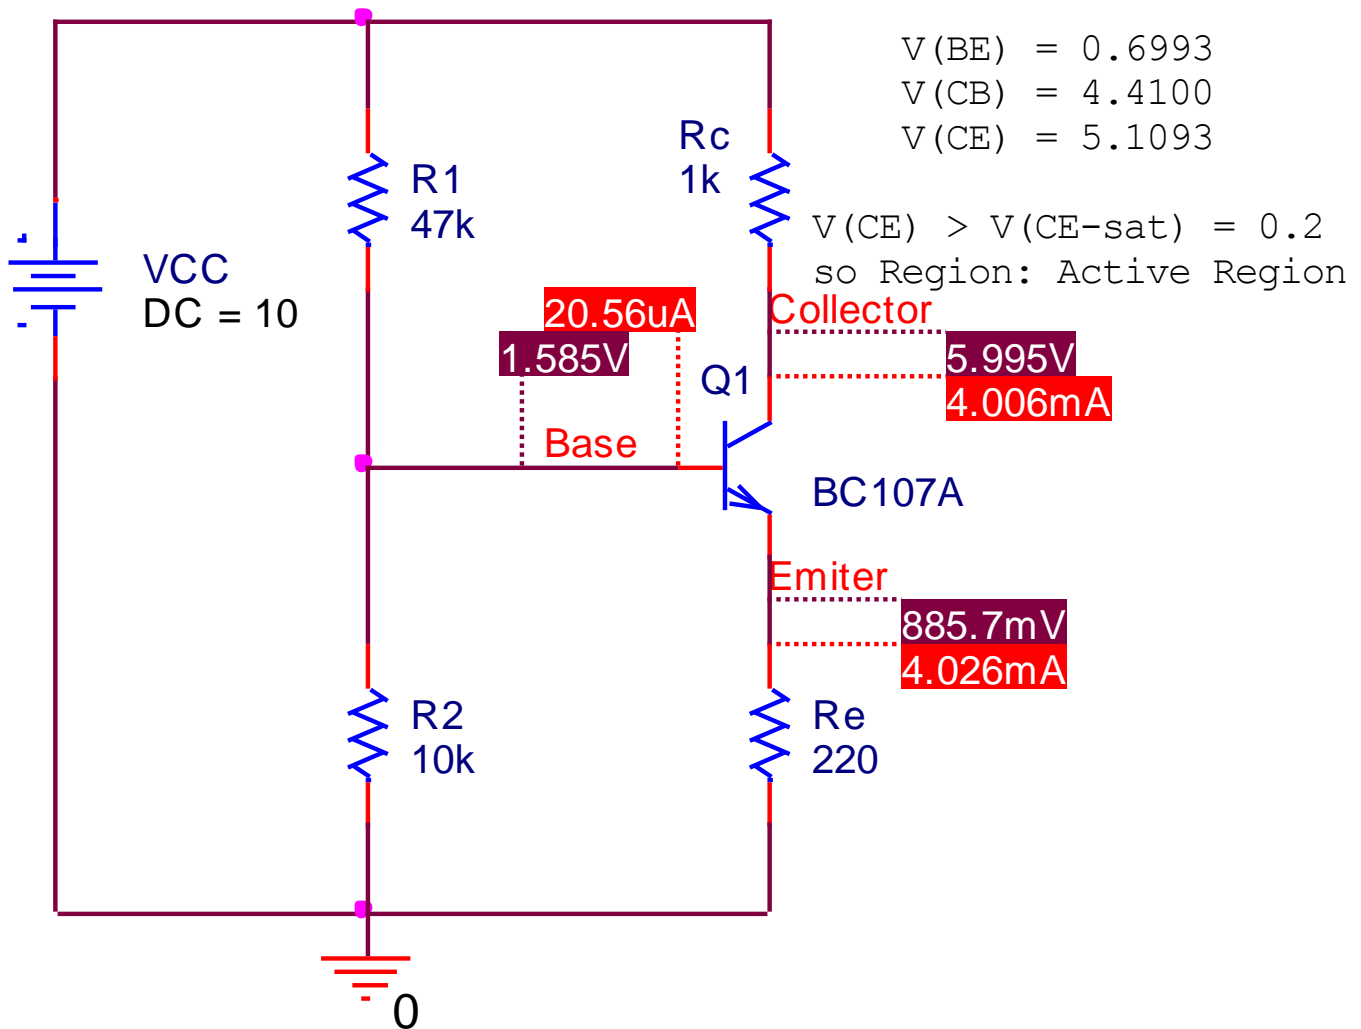 V(BE) = 0.6993
V(CB) = 4.4100
V(CE) = 5.1093
Rc
1k
R1
47k
V(CE) > V(CE-sat) = 0.2
so Region: Active Region
VCC
DC = 10
20.56uA
1.585V
Collector
5.995V
4.006mA
Q1
Base
BC107A
Emiter
885.7mV
4.026mA
R2
10k
Re
220
0